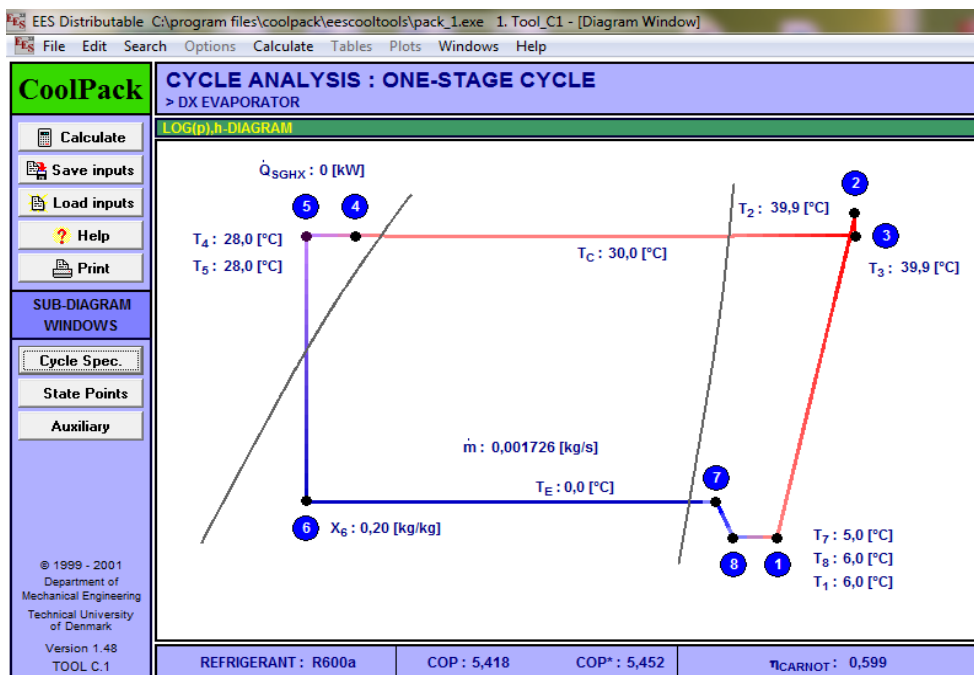 EES Distributable C:\program files\coolpack\eescooltools\pack_1.exe 1. Tool_C1 - [Diagram Window]
File Edit Search Options Calculate Tables Plots Windows Help
CoolPack
CYCLE ANALYSIS : ONE-STAGE CYCLE
> DX EVAPORATOR
LOG(p),h-DIAGRAM
Calculate
Save inputs
Load inputs
Help
Print
SUB-DIAGRAM
WINDOWS
Cycle Spec.
State Points
Auxiliary
© 1999 - 2001
Department of
Mechanical Engineering
Technical University
of Denmark
Version 1.48
TOOL C.1
Q̇SGHX : 0 [kW]
5 4 2
T2 : 39,9 [°C]
3
T4 : 28,0 [°C]
T5 : 28,0 [°C]
TC : 30,0 [°C]
T3 : 39,9 [°C]
ṁ : 0,001726 [kg/s]
TE : 0,0 [°C]
7
6
X6 : 0,20 [kg/kg]
8 1
T7 : 5,0 [°C]
T8 : 6,0 [°C]
T1 : 6,0 [°C]
REFRIGERANT : R600a COP : 5,418 COP* : 5,452 ηCARNOT : 0,599